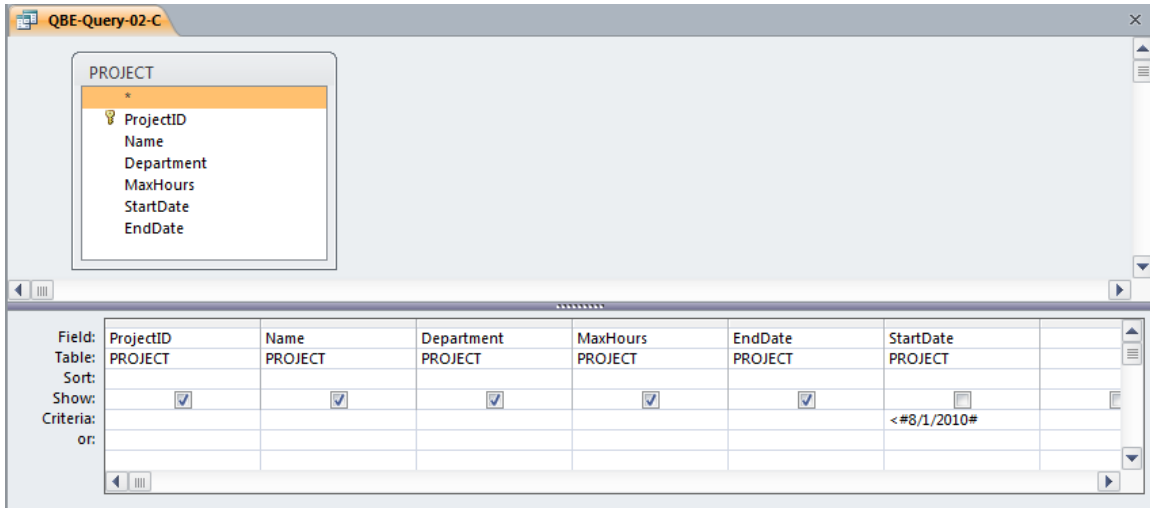 QBE-Query-02-C
PROJECT
*
ProjectID
Name
Department
MaxHours
StartDate
EndDate
Field: ProjectID Name Department MaxHours EndDate StartDate
Table: PROJECT PROJECT PROJECT PROJECT PROJECT PROJECT
Sort:
Show:
Criteria: <#8/1/2010#
or: